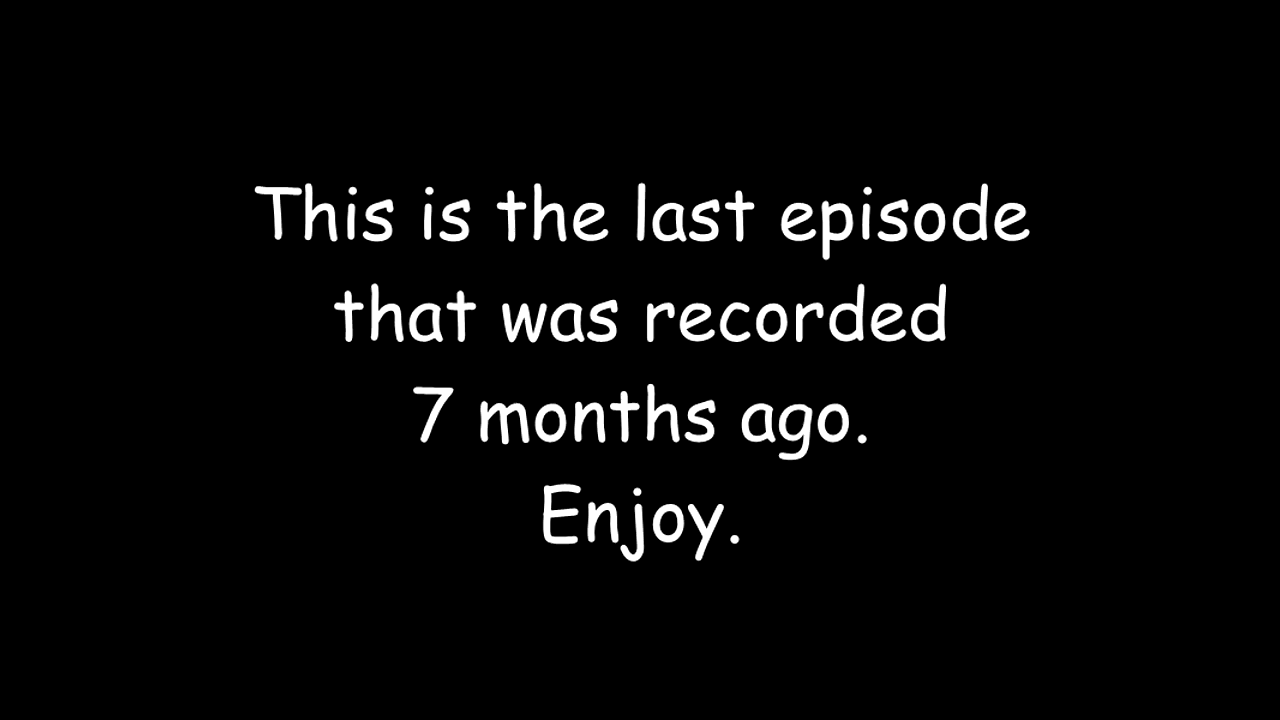 This is the last episode
that was recorded
7 months ago.
Enjoy.